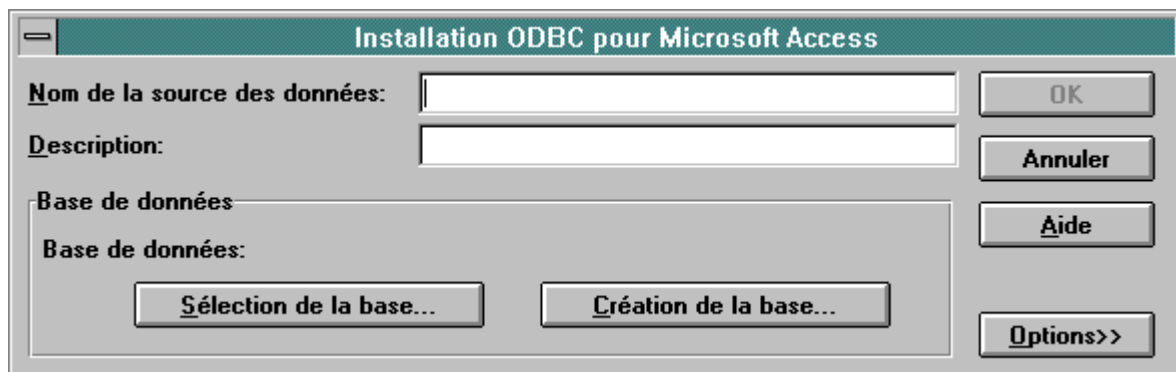 Installation ODBC pour Microsoft Access
Nom de la source des données:
OK
Description:
Annuler
Base de données
Aide
Base de données:
Sélection de la base...
Création de la base...
Options>>